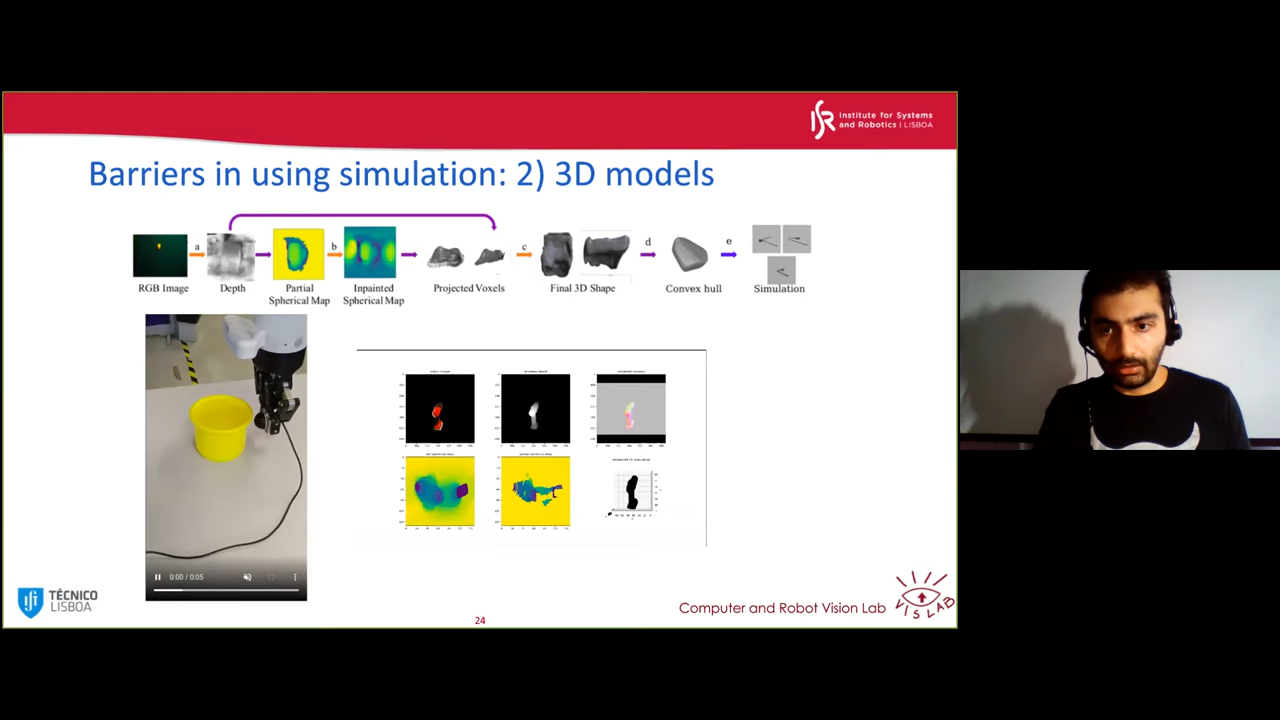 Institute for Systems
and Robotics | LISBOA
Barriers in using simulation: 2) 3D models
a
b
c
d
e
RGB Image
Depth
Partial
Spherical Map
Inpainted
Spherical Map
Projected Voxels
Final 3D Shape
Convex hull
Simulation
0:00 / 0:05
TÉCNICO
LISBOA
Computer and Robot Vision Lab
VISLAB
24